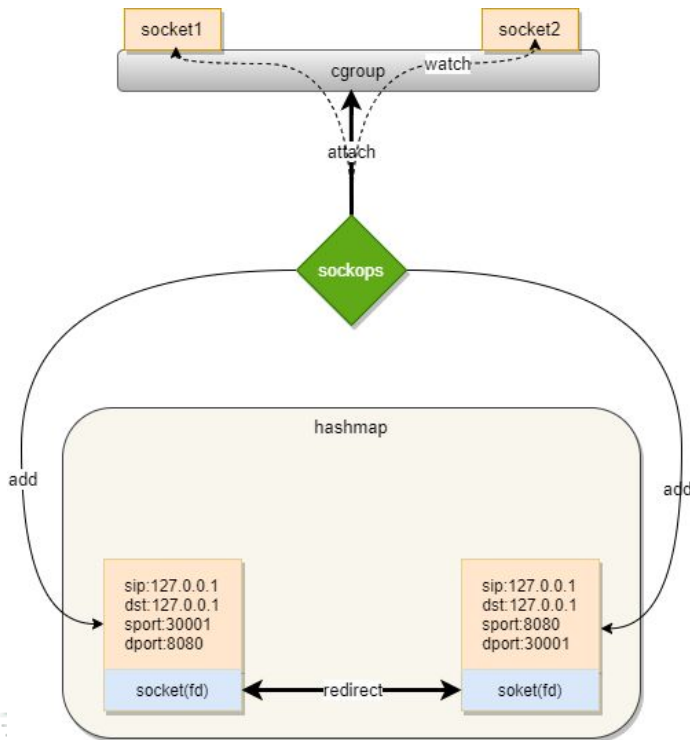 socket1
socket2
cgroup
watch
attach
sockops
hashmap
add
add
sip:127.0.0.1
dst:127.0.0.1
sport:30001
dport:8080
socket(fd)
redirect
sip:127.0.0.1
dst:127.0.0.1
sport:8080
dport:30001
soket(fd)